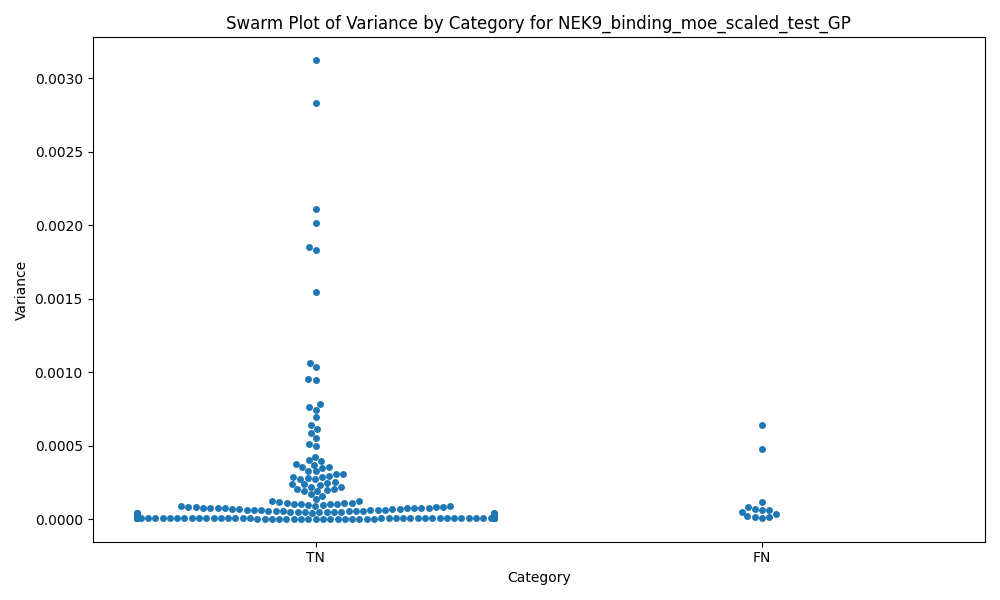 Swarm Plot of Variance by Category for NEK9_binding_moe_scaled_test_GP
Variance
0.0030
0.0025
0.0020
0.0015
0.0010
0.0005
0.0000
TN
FN
Category